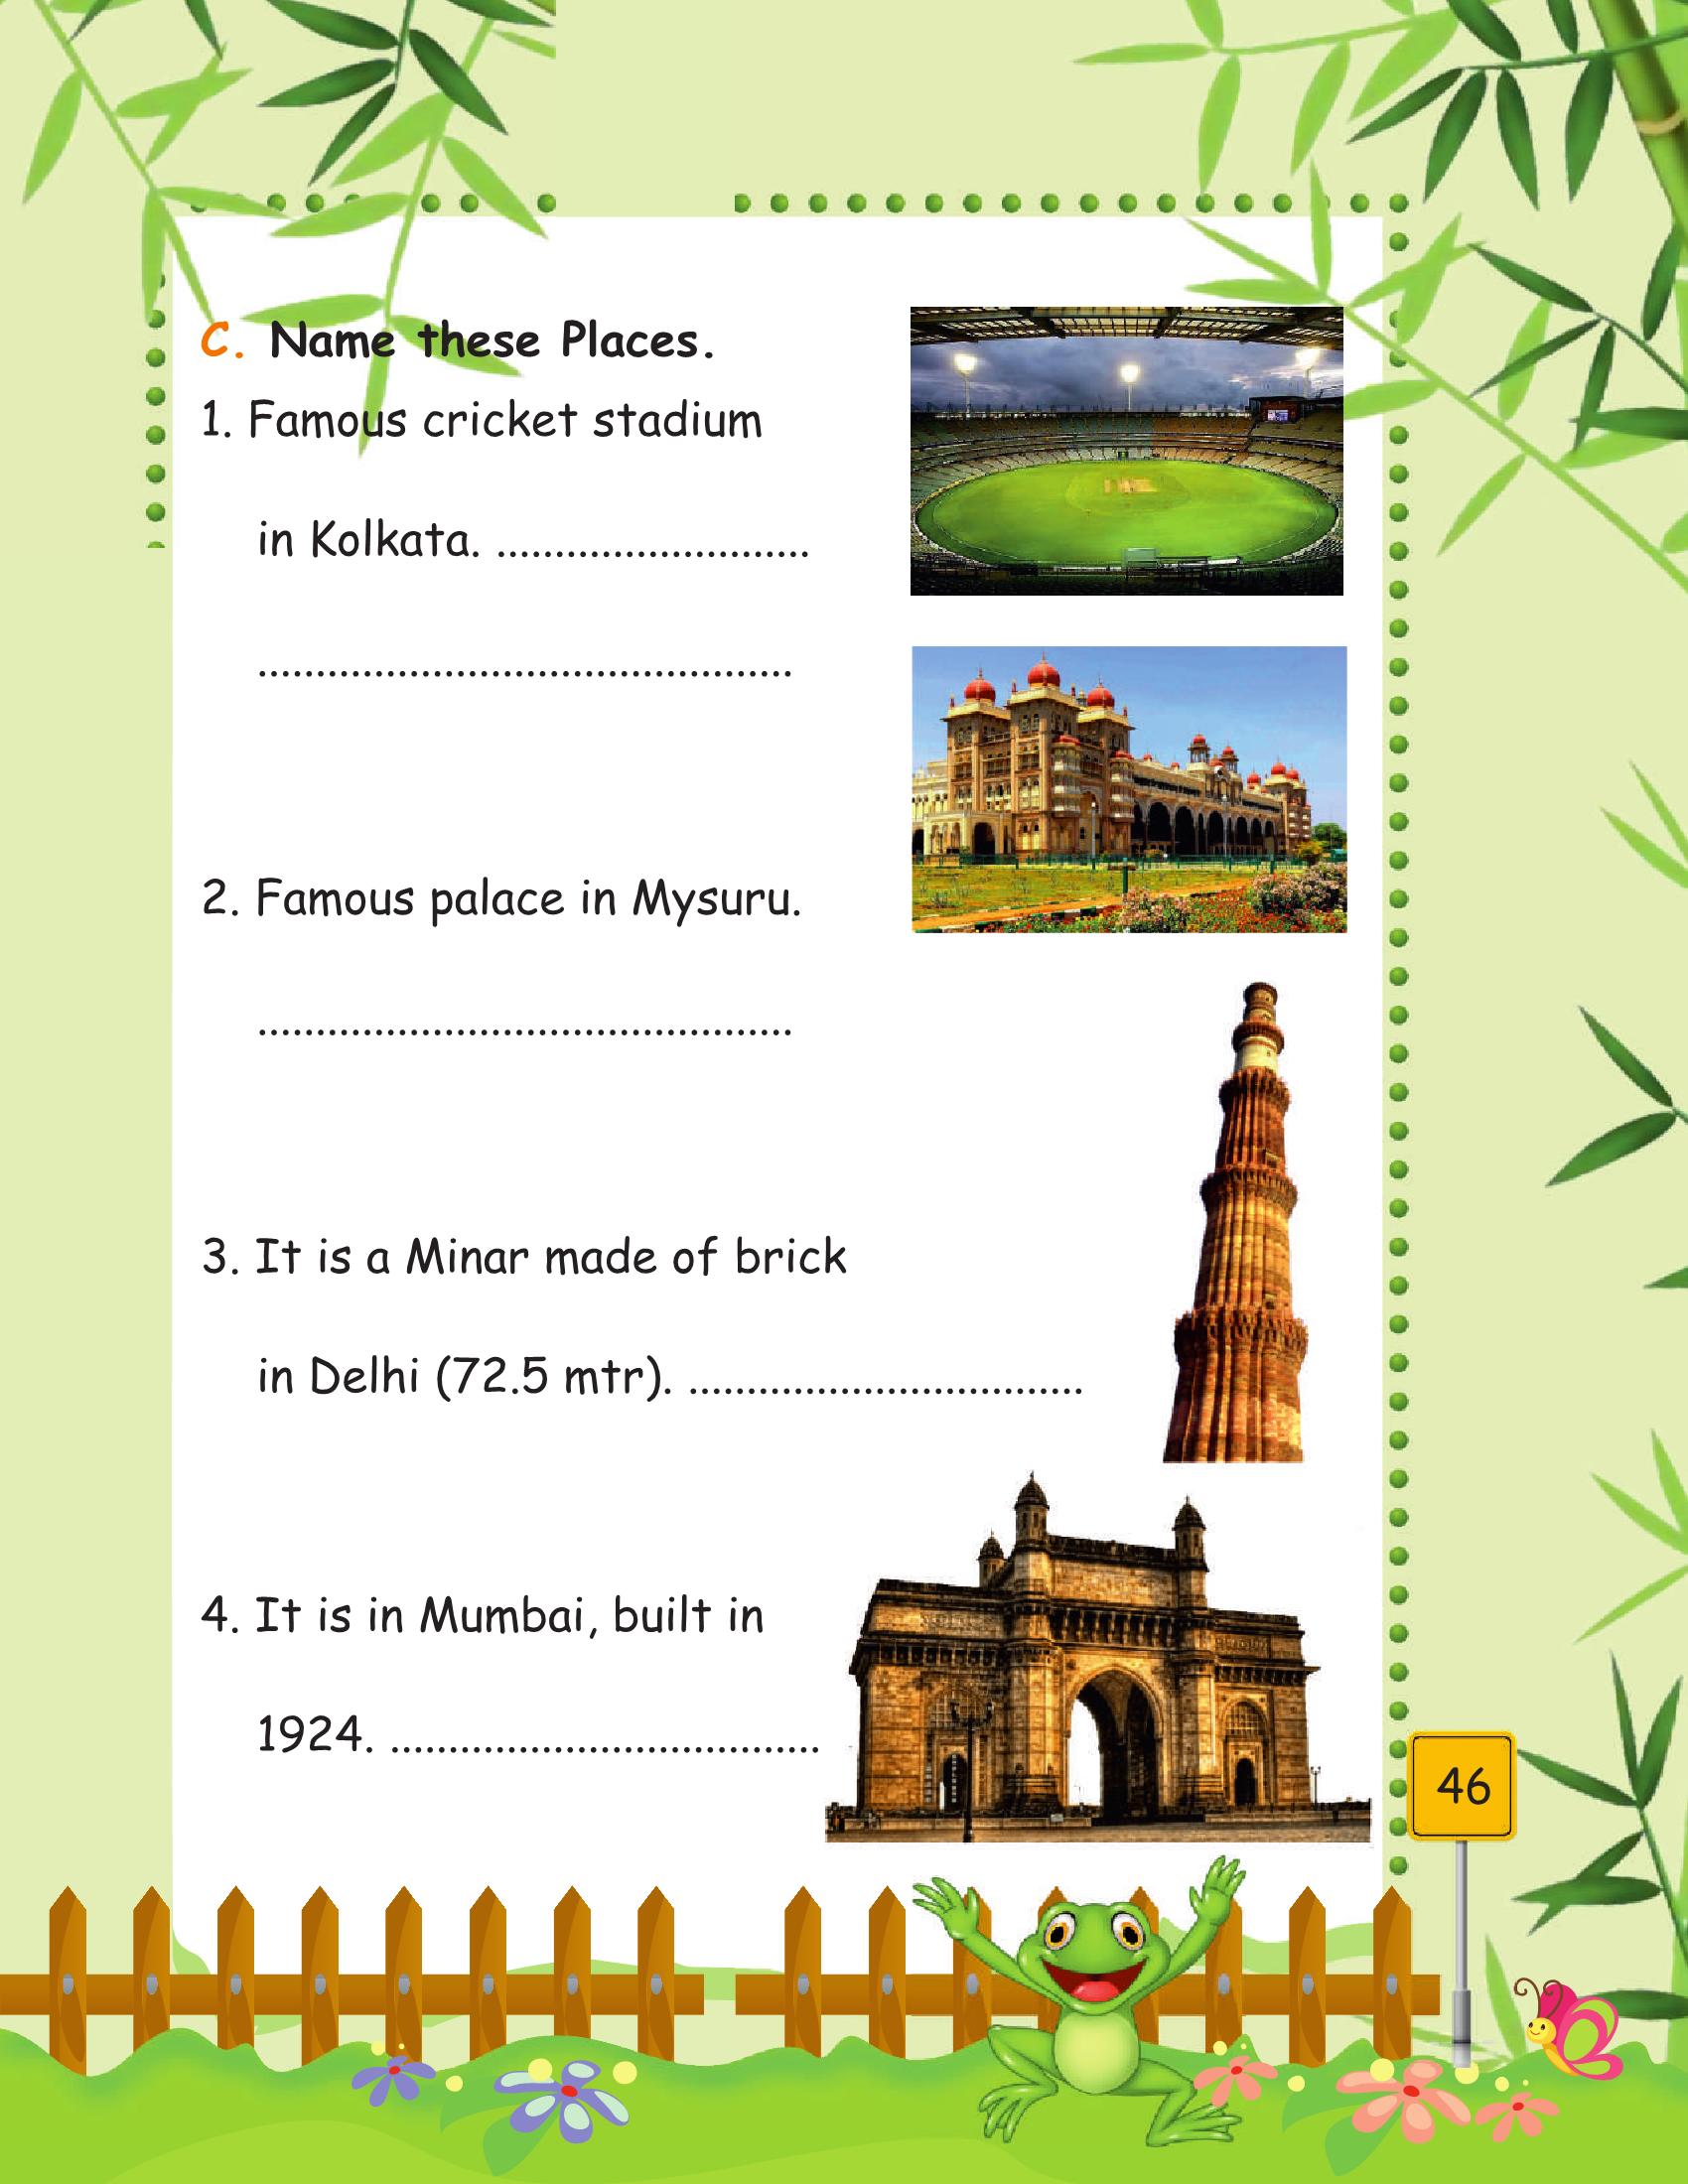 C. Name these Places.
1. Famous cricket stadium
in Kolkata. ...........................
..............................................
2. Famous palace in Mysuru.
..............................................
3. It is a Minar made of brick
in Delhi (72.5 mtr). ..................................
4. It is in Mumbai, built in
1924. .....................................
46